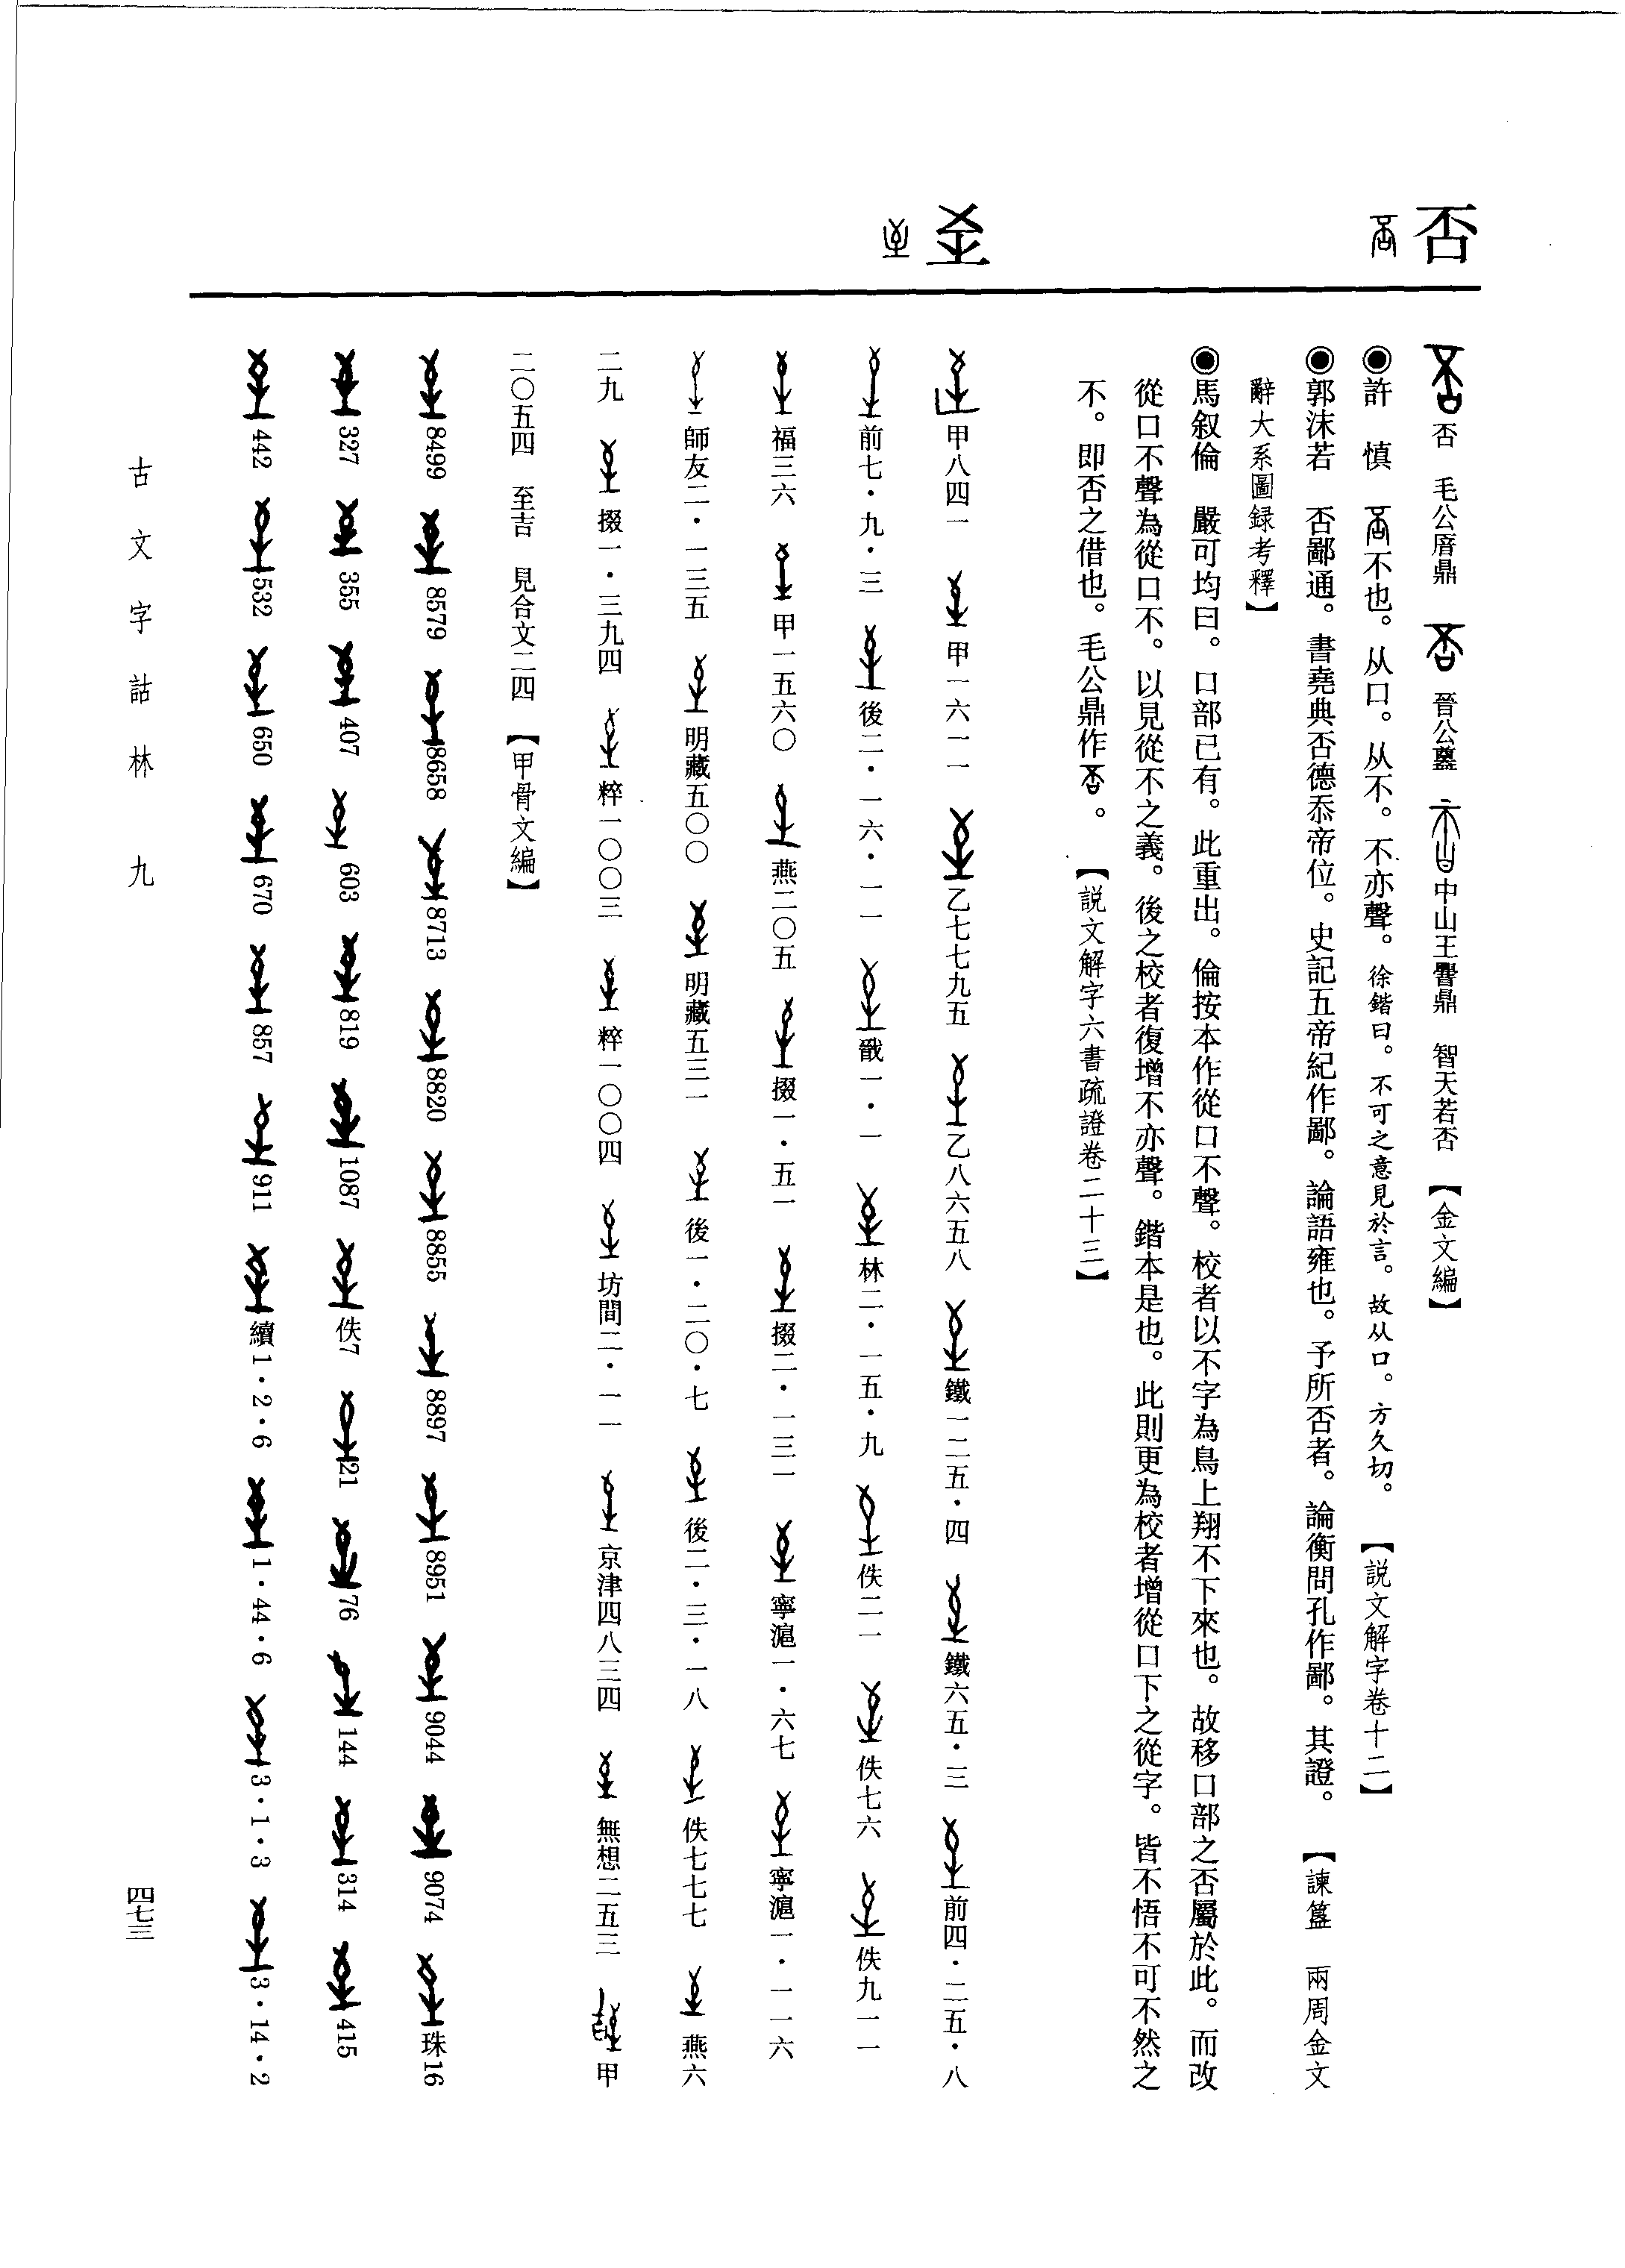 否
至
否 毛公厝鼎 晉公𥂴 中山王𰯼鼎 智天若否 【金文編】
◉許 慎 不也。从口。从不。不亦聲。徐鍇曰。不可之意見於言。故从口。方久切。 【説文解字卷十二】
◉郭沫若 否鄙通。書堯典否德忝帝位。史記五帝紀作鄙。論語雍也。予所否者。論衡問孔作鄙。其證。 【諫簋 兩周金文
辭大系圖録考釋】
◉馬叙倫 嚴可均曰。口部已有。此重出。倫按本作從口不聲。校者以不字為鳥上翔不下來也。故移口部之否屬於此。而改
從口不聲為從口不。以見從不之義。後之校者復增不亦聲。鍇本是也。此則更為校者增從口下之從字。皆不悟不可不然之
不。即否之借也。毛公鼎作。 【説文解字六書疏證卷二十三】
甲八四一 甲一六一一 乙七七九五 乙八六五八 鐵一二五・四 鐵六五・三 前四・二五・八
前七・九・三 後二・一六・一一 戩一・一 林二・一五・九 佚二一 佚七六 佚九一一
福三六 甲一五六〇 燕二〇五 掇一・五一 掇二・一三一 寧滬一・六七 寧滬一・一一六
師友二・一三五 明藏五〇〇 明藏五三一 後一・二〇・七 後二・三・一八 佚七七七 燕六
二九 掇一・三九四 粹一〇〇三 粹一〇〇四 坊間二・一一 京津四八三四 無想二五三 甲
二〇五四 至吉 見合文二四 【甲骨文編】
8499 8579 8658 8713 8820 8855 8897 8951 9044 9074 珠16
327 355 407 603 819 1087 佚7 21 76 144 314 415
442 532 650 670 857 911 續1・2・6 1・44・6 3・1・3 3・14・2
古文字詁林 九
四七三